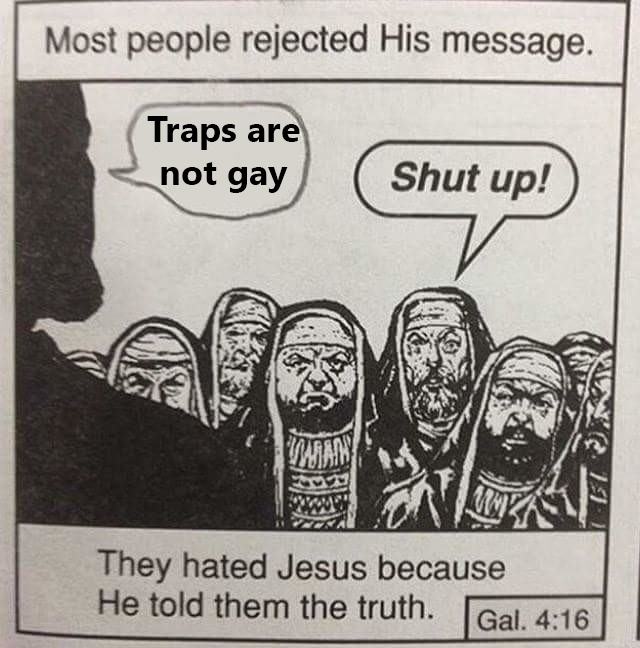 Most people rejected His message.
Traps are
not gay
Shut up!
They hated Jesus because
He told them the truth.
Gal. 4:16